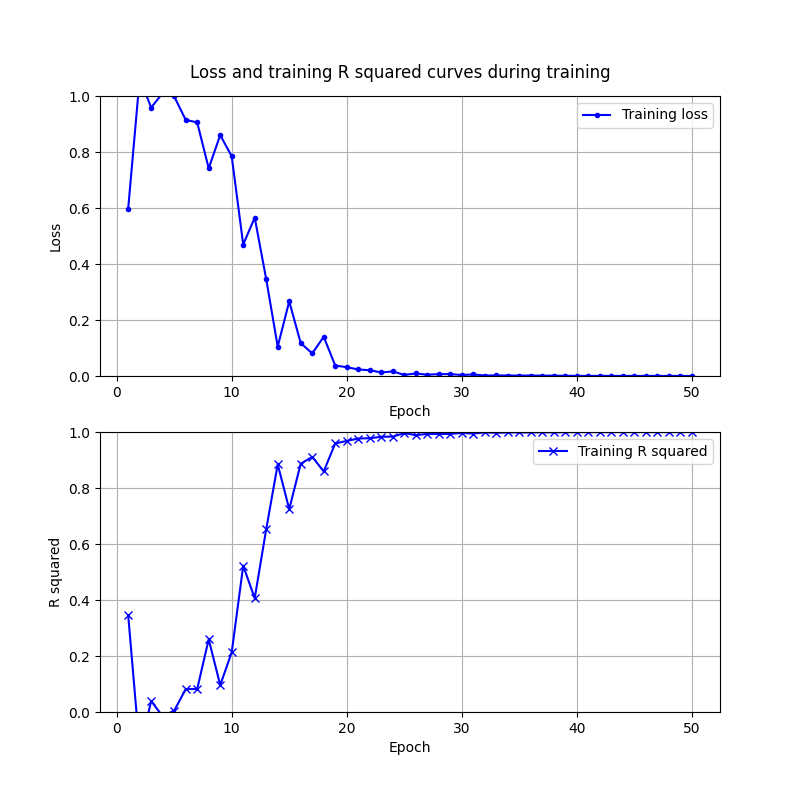 Loss and training R squared curves during training
1.0
Training loss
0.8
0.6
Loss
0.4
0.2
0.0
0 10 20 30 40 50
Epoch
1.0
Training R squared
0.8
0.6
R squared
0.4
0.2
0.0
0 10 20 30 40 50
Epoch